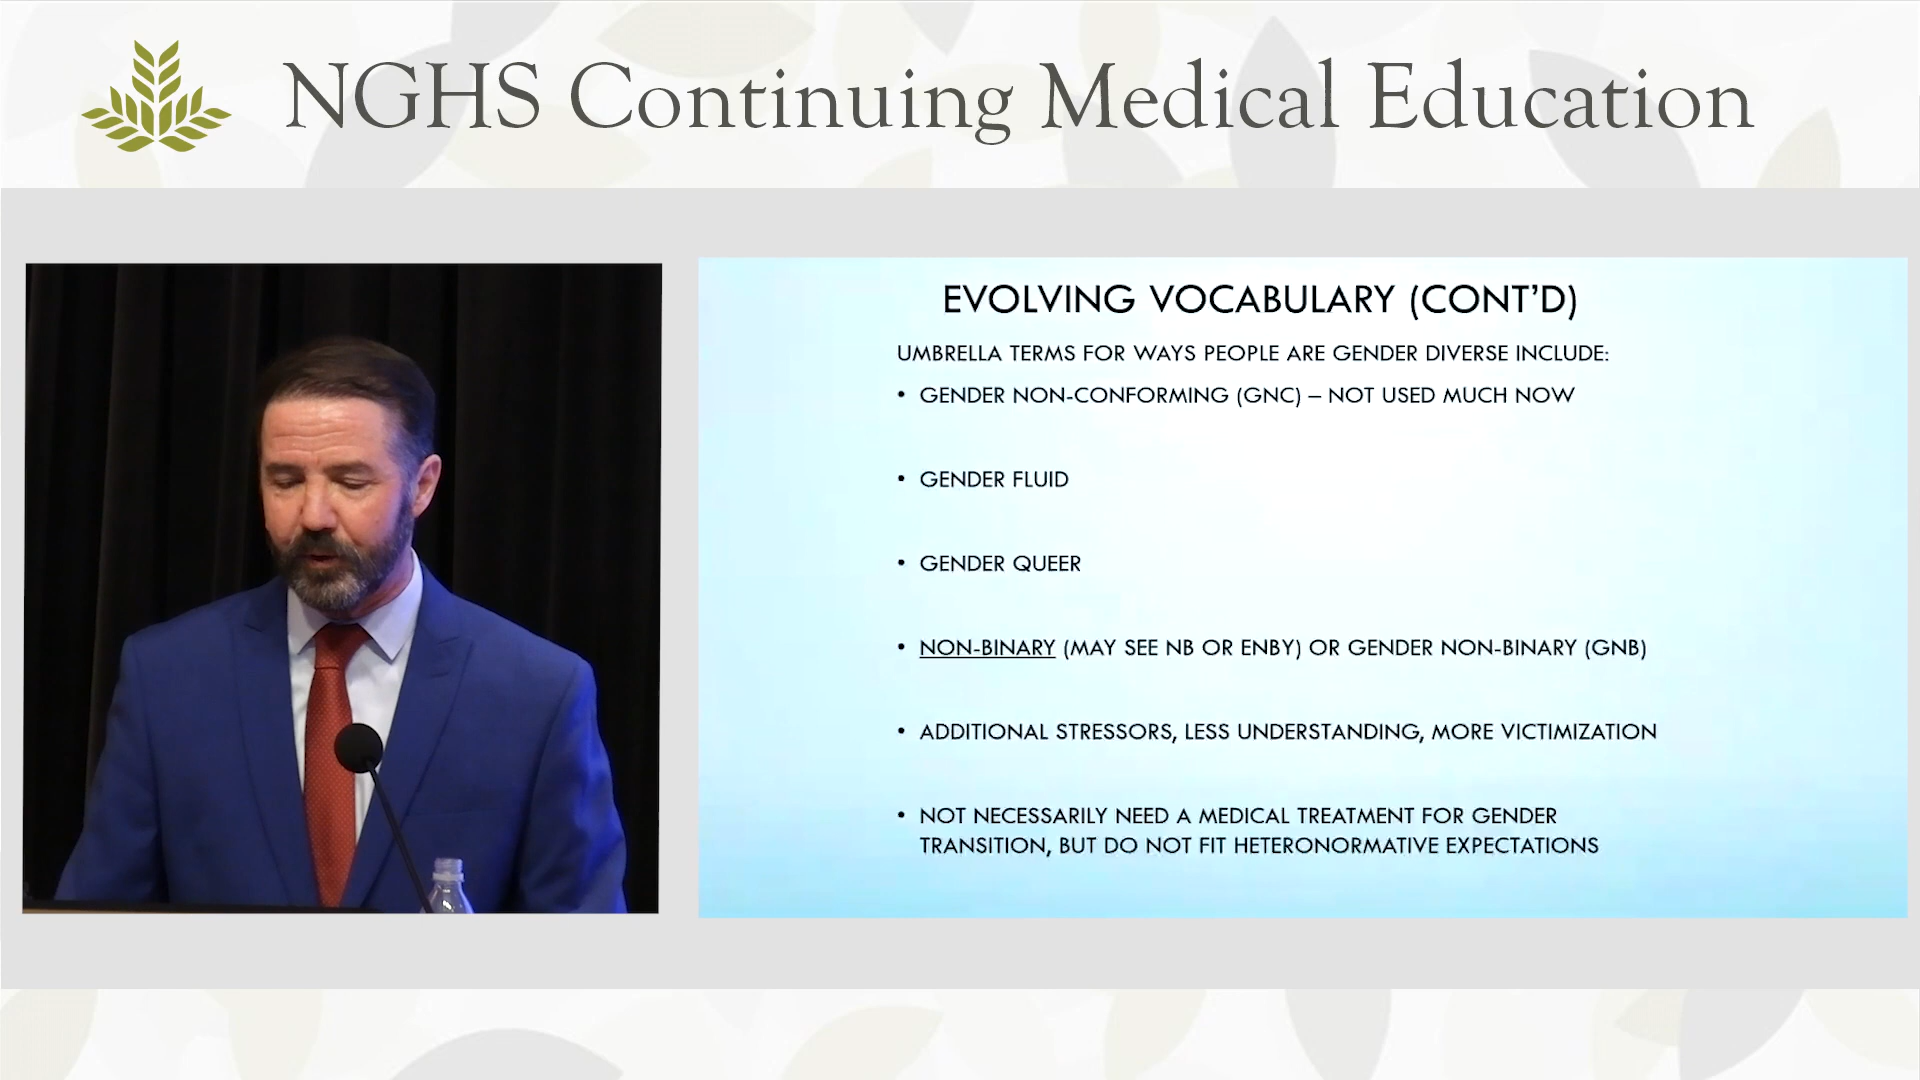 NGHS Continuing Medical Education
EVOLVING VOCABULARY (CONT'D)
UMBRELLA TERMS FOR WAYS PEOPLE ARE GENDER DIVERSE INCLUDE:
• GENDER NON-CONFORMING (GNC) – NOT USED MUCH NOW
• GENDER FLUID
• GENDER QUEER
• NON-BINARY (MAY SEE NB OR ENBY) OR GENDER NON-BINARY (GNB)
• ADDITIONAL STRESSORS, LESS UNDERSTANDING, MORE VICTIMIZATION
• NOT NECESSARILY NEED A MEDICAL TREATMENT FOR GENDER
TRANSITION, BUT DO NOT FIT HETERONORMATIVE EXPECTATIONS